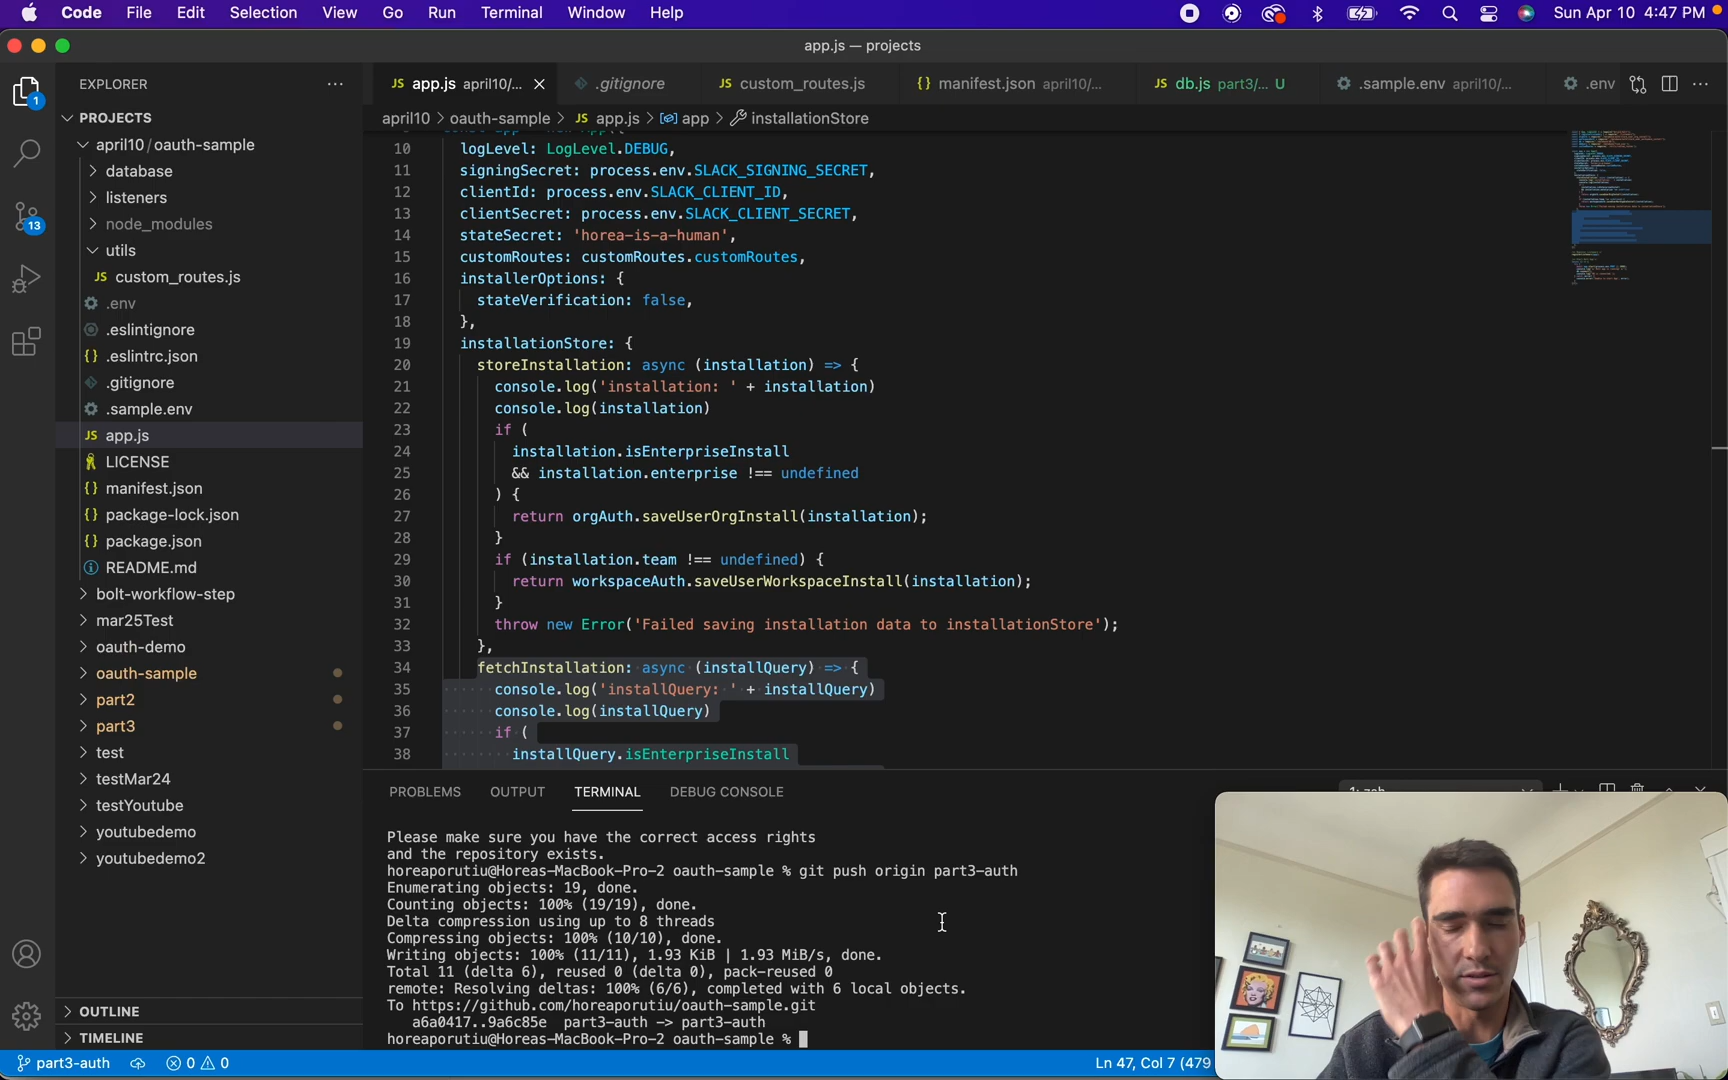 Code File Edit Selection View Go Run Terminal Window Help Sun Apr 10 4:47 PM
app.js — projects
EXPLORER
JS app.js april10/... .gitignore JS custom_routes.js {} manifest.json april10/... JS db.js part3/... U .sample.env april10/... .env
april10 > oauth-sample > JS app.js > app > installationStore
1
13
PROJECTS
april10 / oauth-sample
database
listeners
node_modules
utils
JS custom_routes.js
.env
.eslintignore
{} .eslintrc.json
.gitignore
.sample.env
JS app.js
LICENSE
{} manifest.json
{} package-lock.json
{} package.json
README.md
bolt-workflow-step
mar25Test
oauth-demo
oauth-sample
part2
part3
test
testMar24
testYoutube
youtubedemo
youtubedemo2
OUTLINE
TIMELINE
10 logLevel: LogLevel.DEBUG,
11 signingSecret: process.env.SLACK_SIGNING_SECRET,
12 clientId: process.env.SLACK_CLIENT_ID,
13 clientSecret: process.env.SLACK_CLIENT_SECRET,
14 stateSecret: 'horea-is-a-human',
15 customRoutes: customRoutes.customRoutes,
16 installerOptions: {
17 stateVerification: false,
18 },
19 installationStore: {
20 storeInstallation: async (installation) => {
21 console.log('installation: ' + installation)
22 console.log(installation)
23 if (
24 installation.isEnterpriseInstall
25 && installation.enterprise !== undefined
26 ) {
27 return orgAuth.saveUserOrgInstall(installation);
28 }
29 if (installation.team !== undefined) {
30 return workspaceAuth.saveUserWorkspaceInstall(installation);
31 }
32 throw new Error('Failed saving installation data to installationStore');
33 },
34 fetchInstallation: async (installQuery) => {
35 console.log('installQuery: ' + installQuery)
36 console.log(installQuery)
37 if (
38 installQuery.isEnterpriseInstall
PROBLEMS OUTPUT TERMINAL DEBUG CONSOLE
Please make sure you have the correct access rights
and the repository exists.
horeaporutiu@Horeas-MacBook-Pro-2 oauth-sample % git push origin part3-auth
Enumerating objects: 19, done.
Counting objects: 100% (19/19), done.
Delta compression using up to 8 threads
Compressing objects: 100% (10/10), done.
Writing objects: 100% (11/11), 1.93 KiB | 1.93 MiB/s, done.
Total 11 (delta 6), reused 0 (delta 0), pack-reused 0
remote: Resolving deltas: 100% (6/6), completed with 6 local objects.
To https://github.com/horeaporutiu/oauth-sample.git
a6a0417..9a6c85e part3-auth -> part3-auth
horeaporutiu@Horeas-MacBook-Pro-2 oauth-sample %
part3-auth 0 0 Ln 47, Col 7 (479